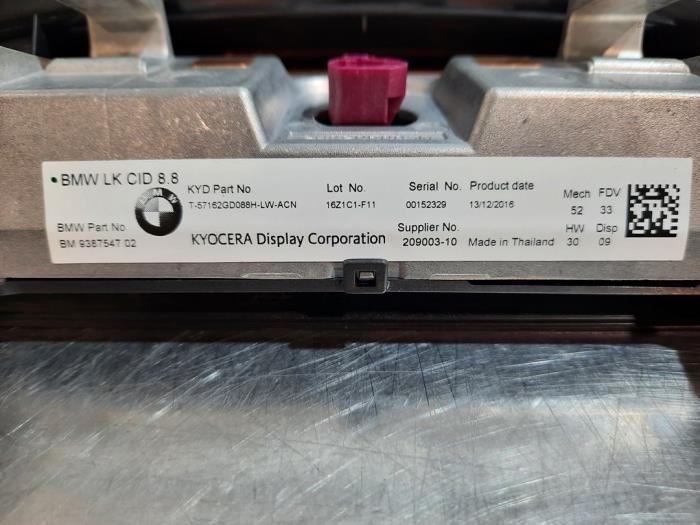 BMW LK CID 8.8
BMW
KYD Part No Lot No. Serial No. Product date Mech FDV
T-57162GD088H-LW-ACN 16Z1C1-F11 00152329 13/12/2016 52 33
BMW Part No Supplier No. HW Disp
BM 9387547 02 KYOCERA Display Corporation 209003-10 Made in Thailand 30 09